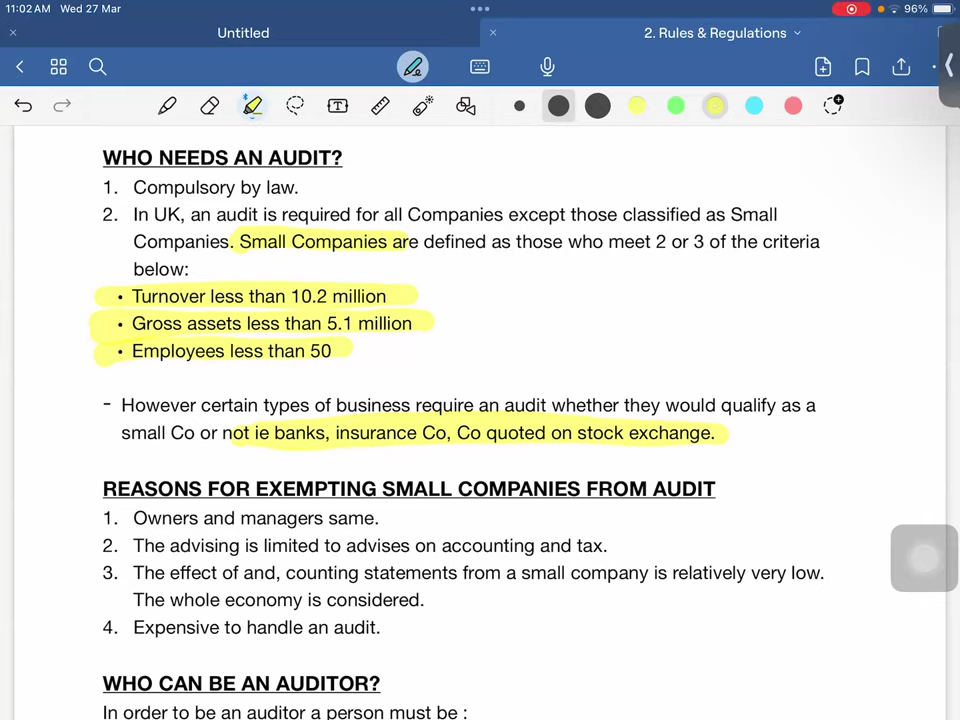 11:02 AM Wed 27 Mar
96%
Untitled
2. Rules & Regulations
WHO NEEDS AN AUDIT?
1. Compulsory by law.
2. In UK, an audit is required for all Companies except those classified as Small
Companies. Small Companies are defined as those who meet 2 or 3 of the criteria
below:
• Turnover less than 10.2 million
• Gross assets less than 5.1 million
• Employees less than 50
- However certain types of business require an audit whether they would qualify as a
small Co or not ie banks, insurance Co, Co quoted on stock exchange.
REASONS FOR EXEMPTING SMALL COMPANIES FROM AUDIT
1. Owners and managers same.
2. The advising is limited to advises on accounting and tax.
3. The effect of and, counting statements from a small company is relatively very low.
The whole economy is considered.
4. Expensive to handle an audit.
WHO CAN BE AN AUDITOR?
In order to be an auditor a person must be :